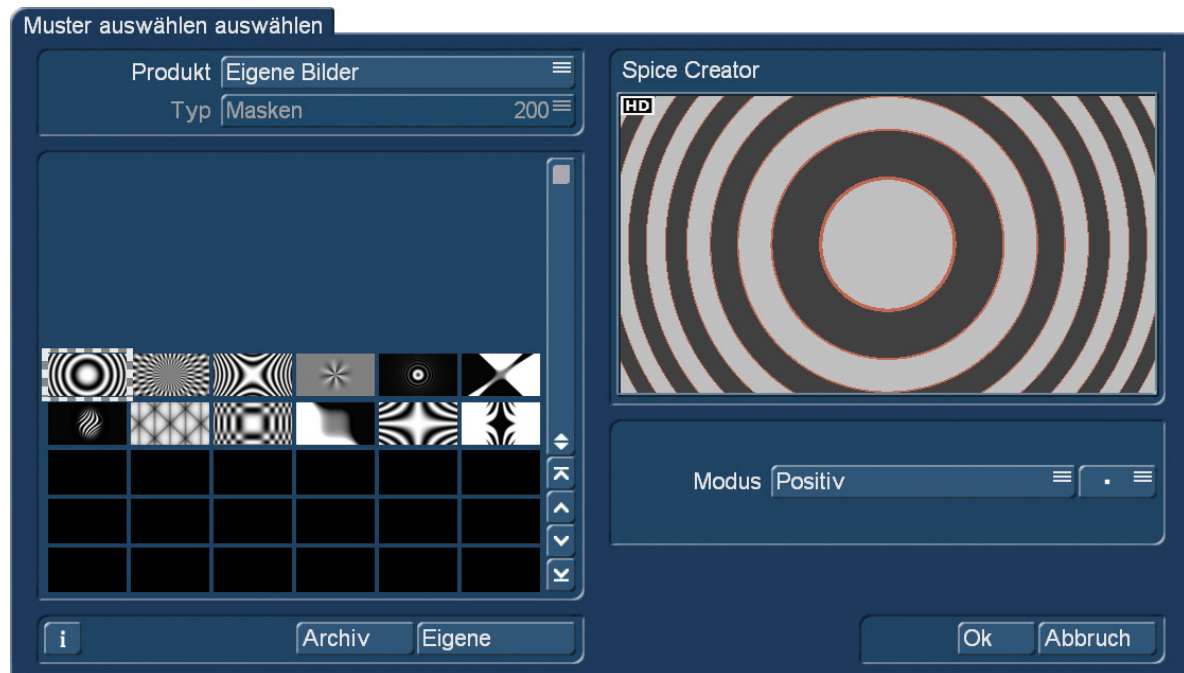 Muster auswählen auswählen
Produkt Eigene Bilder
Typ Masken 200
Spice Creator
HD
Modus Positiv
i Archiv Eigene
Ok Abbruch